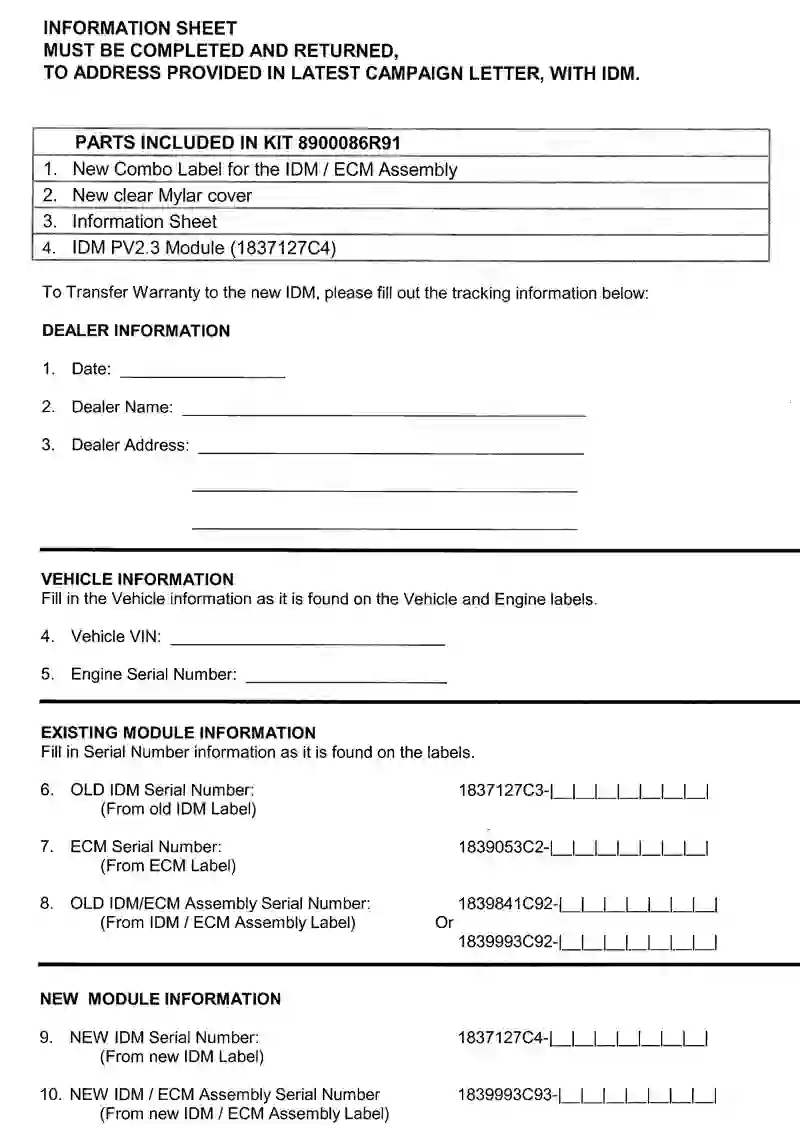 INFORMATION SHEET
MUST BE COMPLETED AND RETURNED,
TO ADDRESS PROVIDED IN LATEST CAMPAIGN LETTER, WITH IDM.
PARTS INCLUDED IN KIT 8900086R91
1. New Combo Label for the IDM / ECM Assembly
2. New clear Mylar cover
3. Information Sheet
4. IDM PV2.3 Module (1837127C4)
To Transfer Warranty to the new IDM, please fill out the tracking information below:
DEALER INFORMATION
1. Date: ____________________
2. Dealer Name: ____________________
3. Dealer Address: ____________________
VEHICLE INFORMATION
Fill in the Vehicle information as it is found on the Vehicle and Engine labels.
4. Vehicle VIN: ____________________
5. Engine Serial Number: ____________________
EXISTING MODULE INFORMATION
Fill in Serial Number information as it is found on the labels.
6. OLD IDM Serial Number: 1837127C3-|__|__|__|__|__|__|__|
(From old IDM Label)
7. ECM Serial Number: 1839053C2-|__|__|__|__|__|__|__|
(From ECM Label)
8. OLD IDM/ECM Assembly Serial Number: 1839841C92-|__|__|__|__|__|__|__|
(From IDM / ECM Assembly Label) Or
1839993C92-|__|__|__|__|__|__|__|
NEW MODULE INFORMATION
9. NEW IDM Serial Number: 1837127C4-|__|__|__|__|__|__|__|
(From new IDM Label)
10. NEW IDM / ECM Assembly Serial Number 1839993C93-|__|__|__|__|__|__|__|
(From new IDM / ECM Assembly Label)